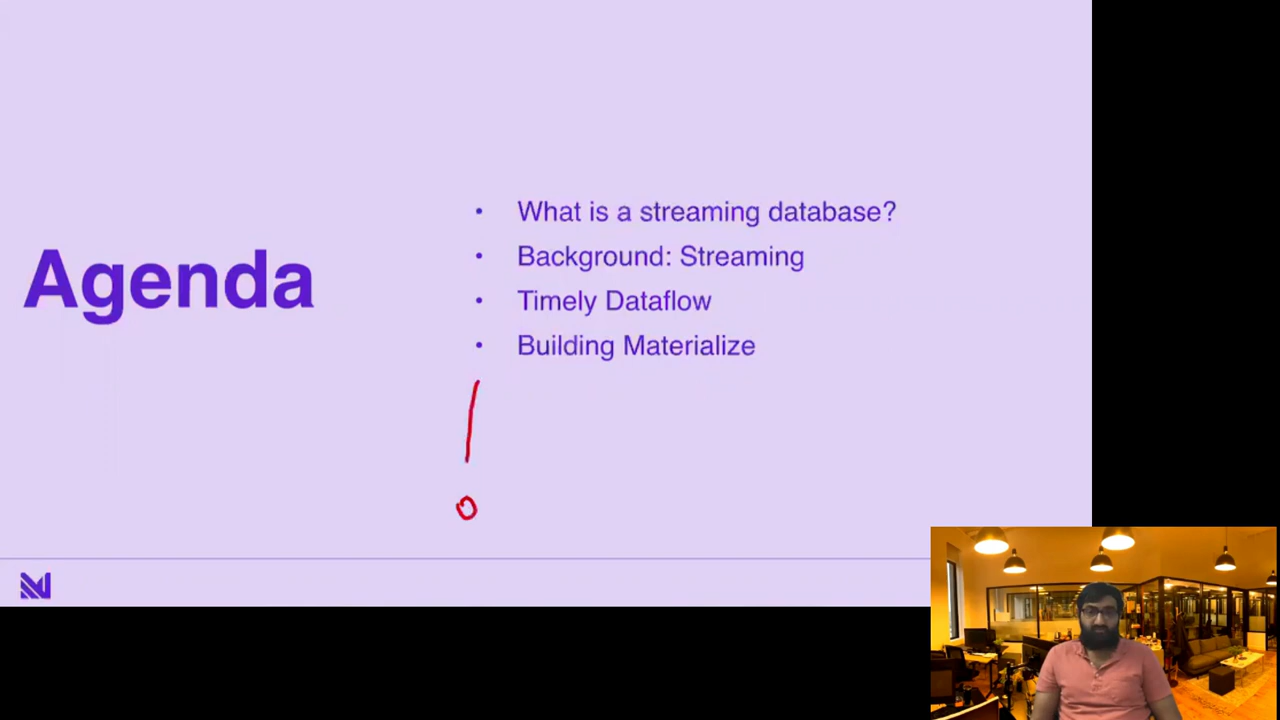 Agenda
• What is a streaming database?
• Background: Streaming
• Timely Dataflow
• Building Materialize
!